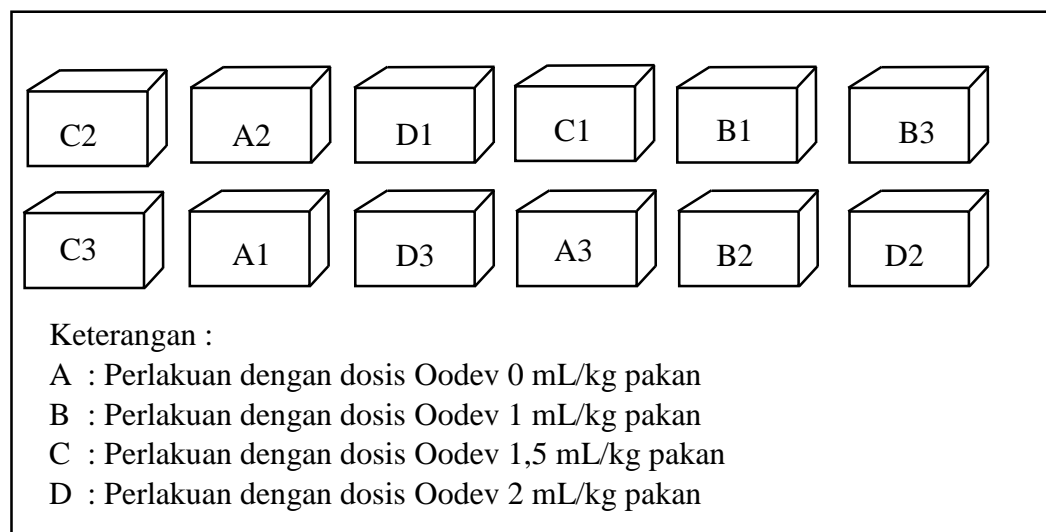 C2 A2 D1 C1 B1 B3
C3 A1 D3 A3 B2 D2
Keterangan :
A : Perlakuan dengan dosis Oodev 0 mL/kg pakan
B : Perlakuan dengan dosis Oodev 1 mL/kg pakan
C : Perlakuan dengan dosis Oodev 1,5 mL/kg pakan
D : Perlakuan dengan dosis Oodev 2 mL/kg pakan